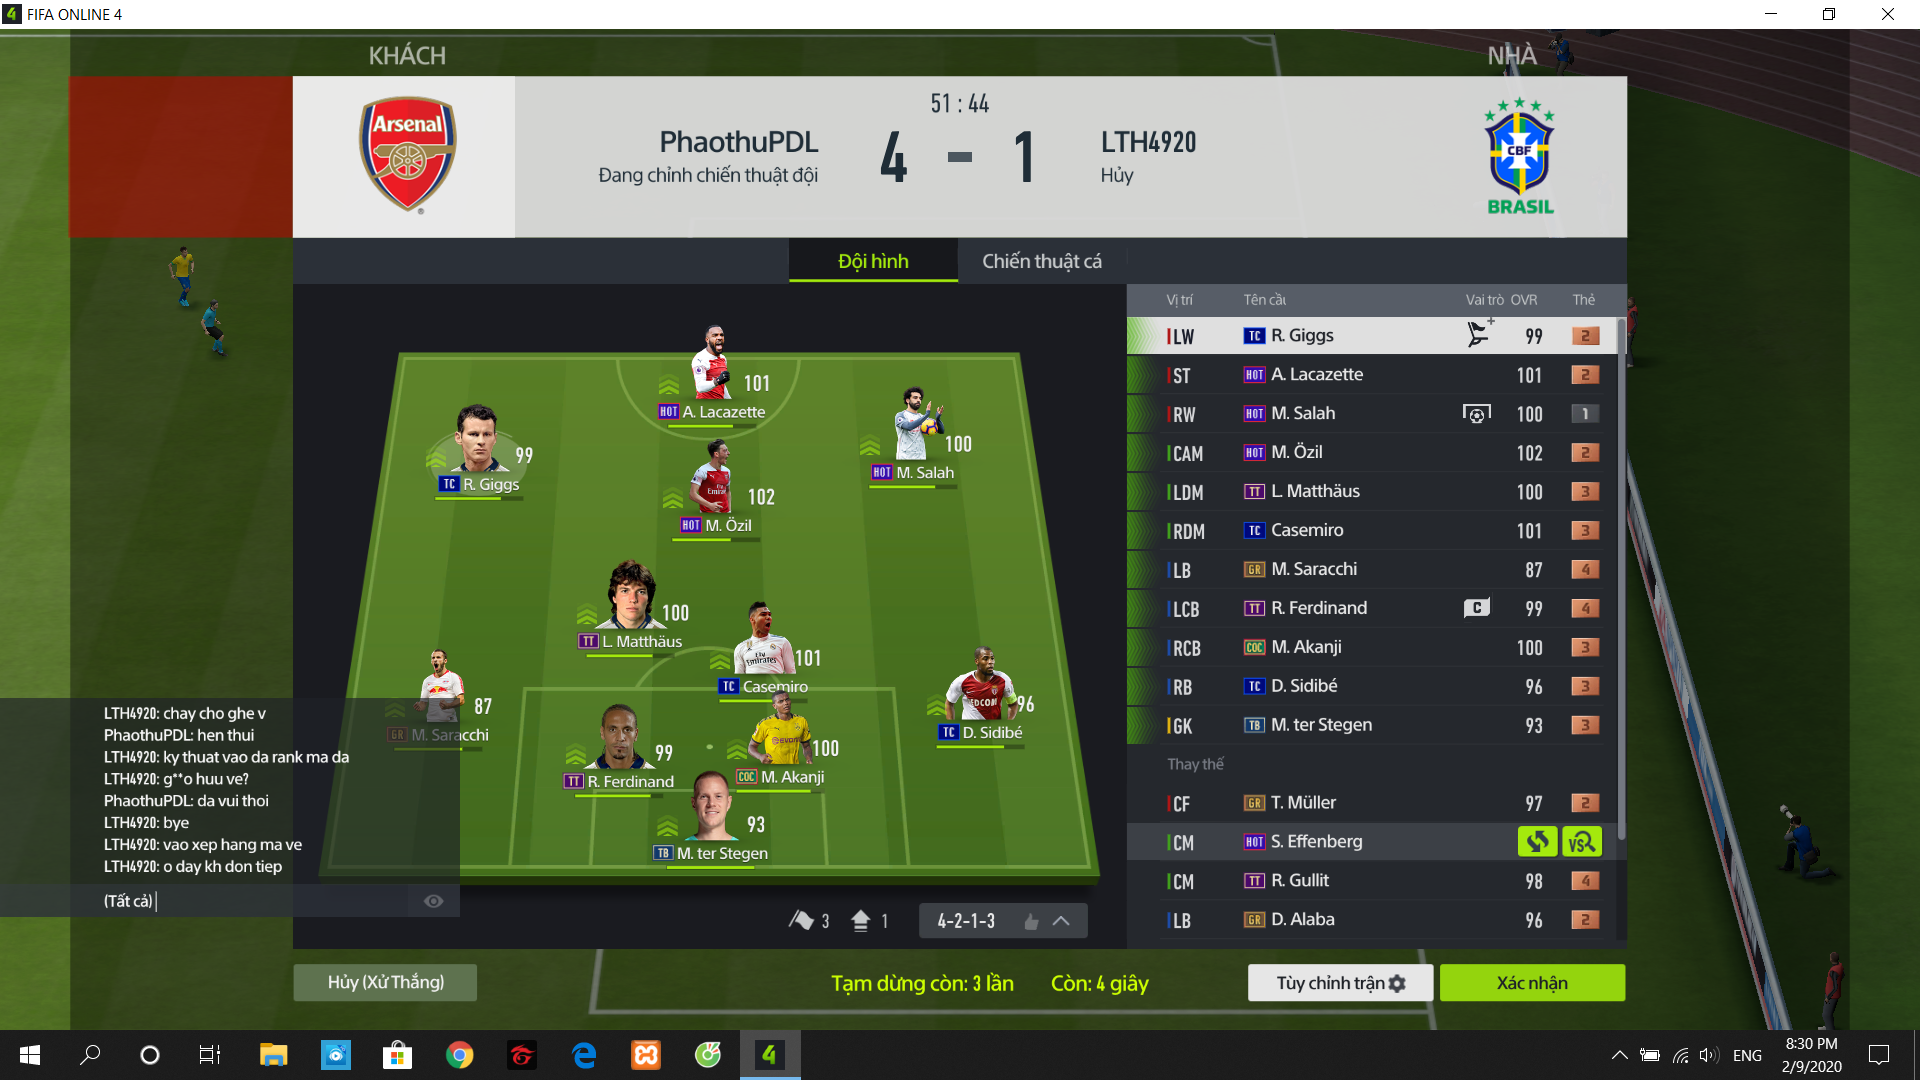 FIFA ONLINE 4
KHÁCH
NHÀ
Arsenal
51 : 44
PhaothuPDL
4 - 1
LTH4920
Đang chỉnh chiến thuật đội
Hủy
CBF
BRASIL
Đội hình
Chiến thuật cá
Vị trí Tên cầu Vai trò OVR Thẻ
LW TC R. Giggs 99 2
ST HOT A. Lacazette 101 2
RW HOT M. Salah 100 1
CAM HOT M. Özil 102 2
LDM TT L. Matthäus 100 3
RDM TC Casemiro 101 3
LB GR M. Saracchi 87 4
LCB TT R. Ferdinand C 99 4
RCB COC M. Akanji 100 3
RB TC D. Sidibé 96 3
GK TB M. ter Stegen 93 3
Thay thế
CF GR T. Müller 97 2
CM HOT S. Effenberg VS
CM TT R. Gullit 98 4
LB GR D. Alaba 96 2
101
HOT A. Lacazette
99
TC R. Giggs
100
HOT M. Salah
102
HOT M. Özil
100
TT L. Matthäus
101
TC Casemiro
87
GR M. Saracchi
96
TC D. Sidibé
99
TT R. Ferdinand
100
COC M. Akanji
93
TB M. ter Stegen
LTH4920: chay cho ghe v
PhaothuPDL: hen thui
LTH4920: ky thuat vao da rank ma da
LTH4920: g**o huu ve?
PhaothuPDL: da vui thoi
LTH4920: bye
LTH4920: vao xep hang ma ve
LTH4920: o day kh don tiep
(Tất cả)
3 1 4-2-1-3
Hủy (Xử Thắng)
Tạm dừng còn: 3 lần
Còn: 4 giây
Tùy chỉnh trận
Xác nhận
ENG
8:30 PM
2/9/2020